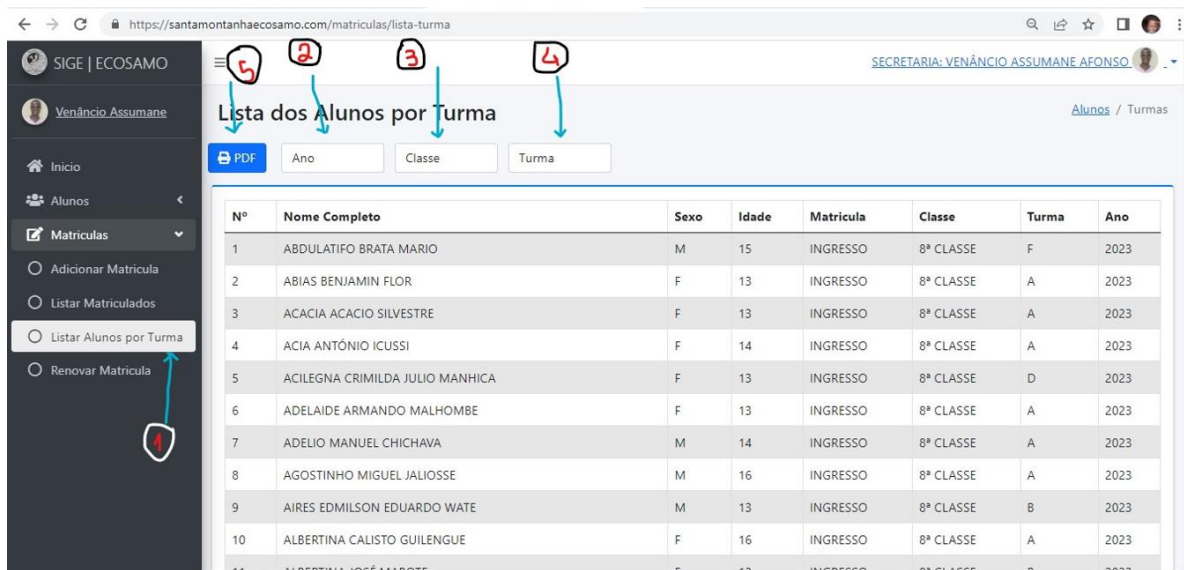 https://santamontanhaecosamo.com/matriculas/lista-turma
SIGE | ECOSAMO
5
2
3
4
SECRETARIA: VENÂNCIO ASSUMANE AFONSO
Venâncio Assumane
Lista dos Alunos por Turma
Alunos / Turmas
Inicio
Alunos
Matriculas
Adicionar Matricula
Listar Matriculados
Listar Alunos por Turma
Renovar Matricula
1
PDF Ano Classe Turma
Nº Nome Completo Sexo Idade Matricula Classe Turma Ano
1 ABDULATIFO BRATA MARIO M 15 INGRESSO 8ª CLASSE F 2023
2 ABIAS BENJAMIN FLOR F 13 INGRESSO 8ª CLASSE A 2023
3 ACACIA ACACIO SILVESTRE F 13 INGRESSO 8ª CLASSE A 2023
4 ACIA ANTÓNIO ICUSSI F 14 INGRESSO 8ª CLASSE A 2023
5 ACILEGNA CRIMILDA JULIO MANHICA F 13 INGRESSO 8ª CLASSE D 2023
6 ADELAIDE ARMANDO MALHOMBE F 13 INGRESSO 8ª CLASSE A 2023
7 ADELIO MANUEL CHICHAVA M 14 INGRESSO 8ª CLASSE A 2023
8 AGOSTINHO MIGUEL JALIOSSE M 16 INGRESSO 8ª CLASSE A 2023
9 AIRES EDMILSON EDUARDO WATE M 13 INGRESSO 8ª CLASSE B 2023
10 ALBERTINA CALISTO GUILENGUE F 16 INGRESSO 8ª CLASSE A 2023